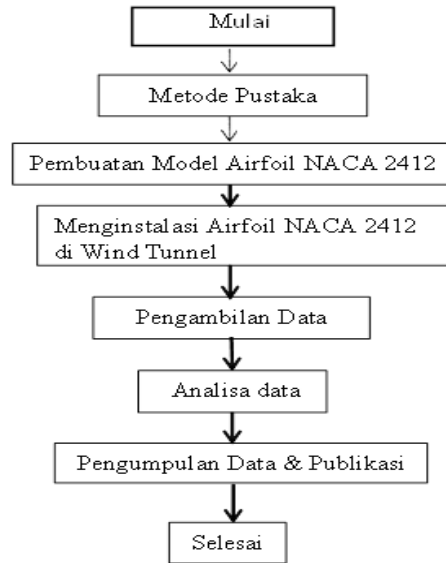 Mulai
Metode Pustaka
Pembuatan Model Airfoil NACA 2412
Menginstalasi Airfoil NACA 2412
di Wind Tunnel
Pengambilan Data
Analisa data
Pengumpulan Data & Publikasi
Selesai